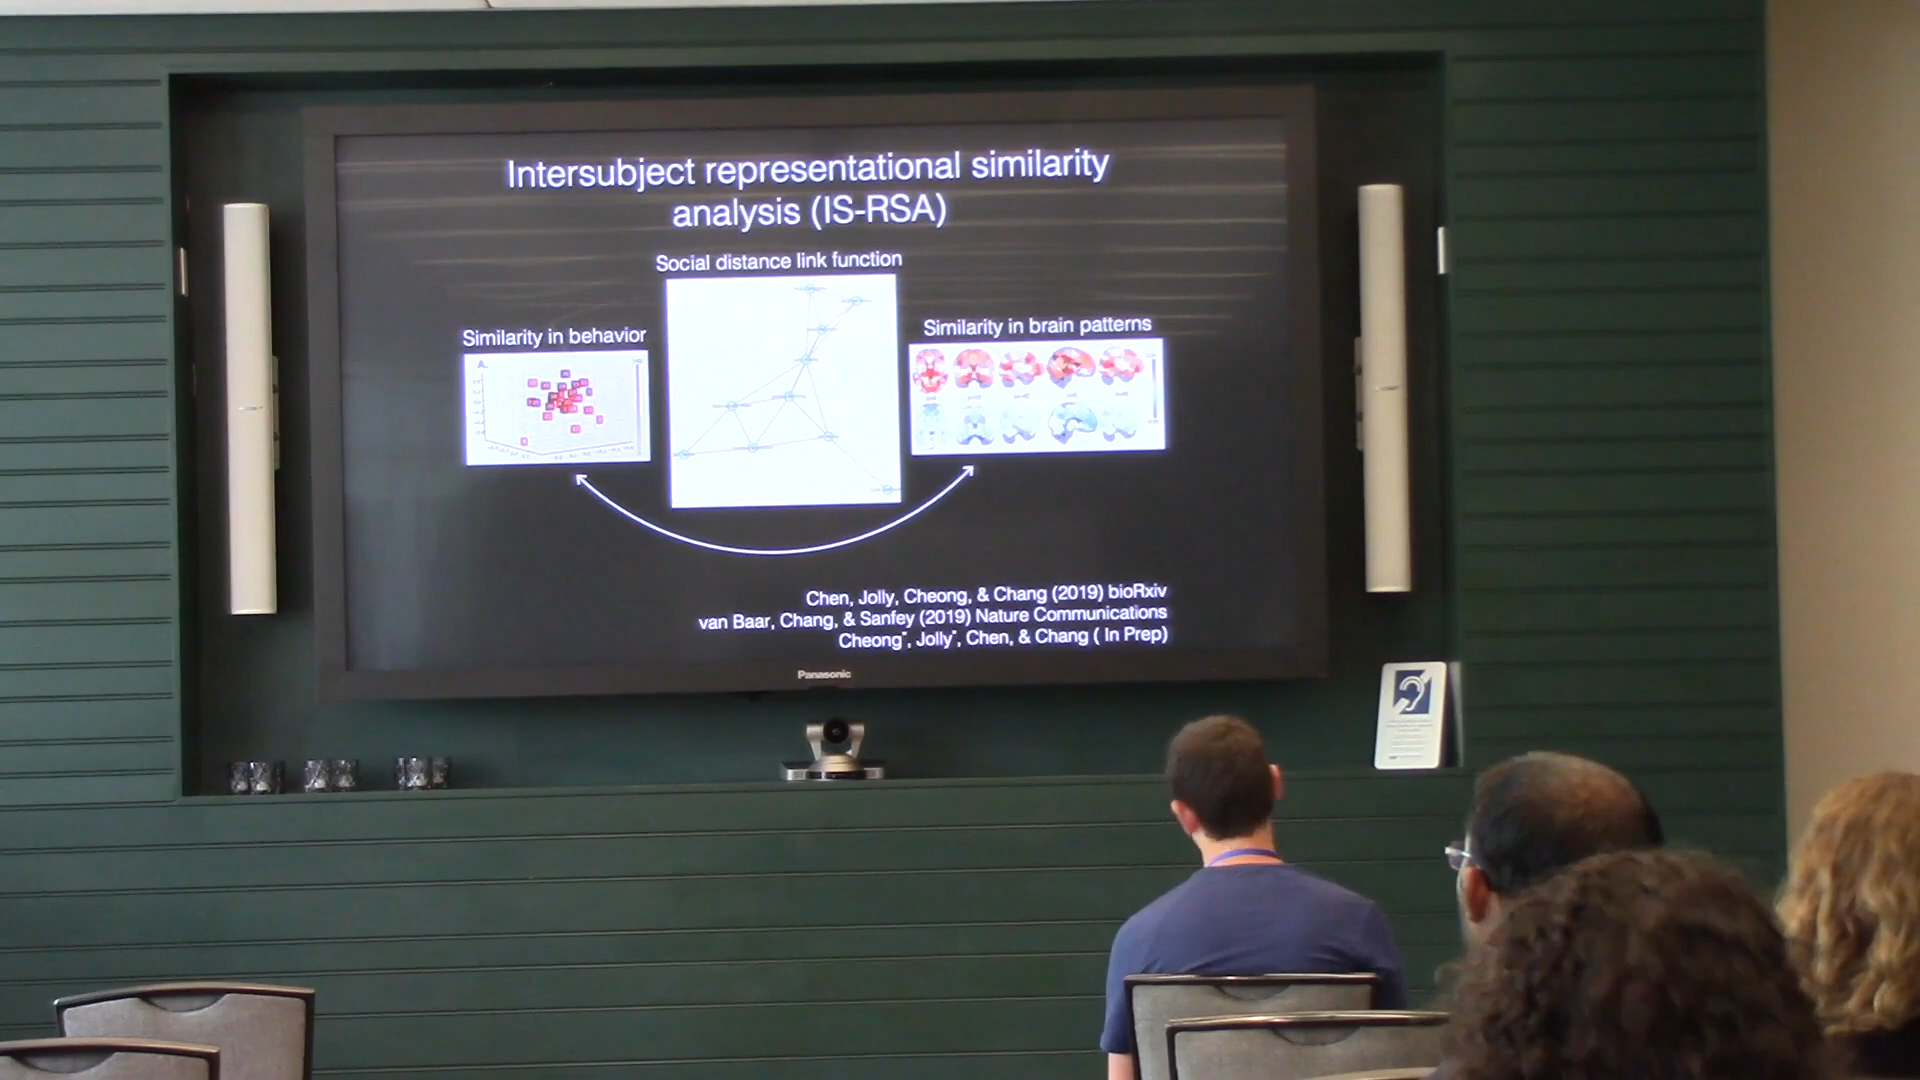 Intersubject representational similarity
analysis (IS-RSA)
Social distance link function
Similarity in behavior
Similarity in brain patterns
A.
Chen, Jolly, Cheong, & Chang (2019) bioRxiv
van Baar, Chang, & Sanfey (2019) Nature Communications
Cheong*, Jolly*, Chen, & Chang ( In Prep)
Panasonic